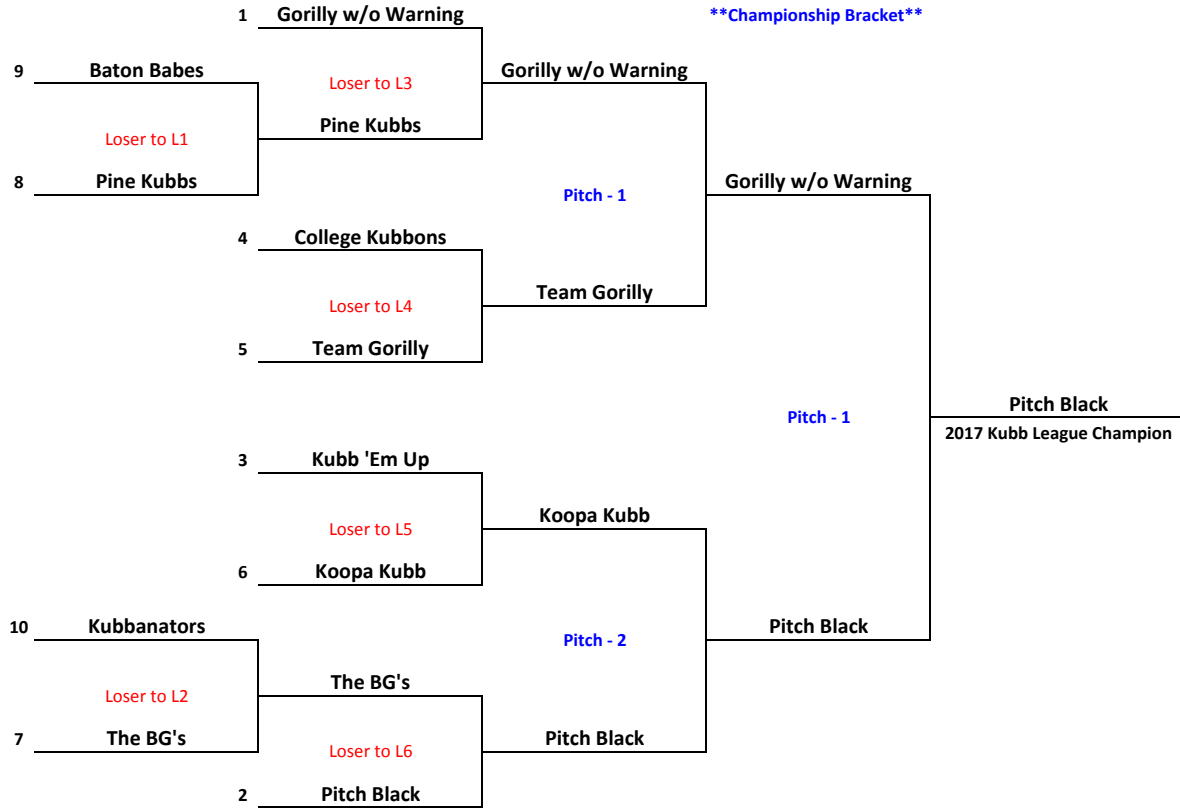 1 Gorilly w/o Warning **Championship Bracket**
9 Baton Babes Gorilly w/o Warning
Loser to L3
Pine Kubbs
Loser to L1
8 Pine Kubbs Pitch - 1 Gorilly w/o Warning
4 College Kubbons
Team Gorilly
Loser to L4
5 Team Gorilly
Pitch Black
Pitch - 1
2017 Kubb League Champion
3 Kubb 'Em Up
Koopa Kubb
Loser to L5
6 Koopa Kubb
10 Kubbanators Pitch - 2 Pitch Black
The BG's
Loser to L2
7 The BG's Pitch Black
Loser to L6
2 Pitch Black